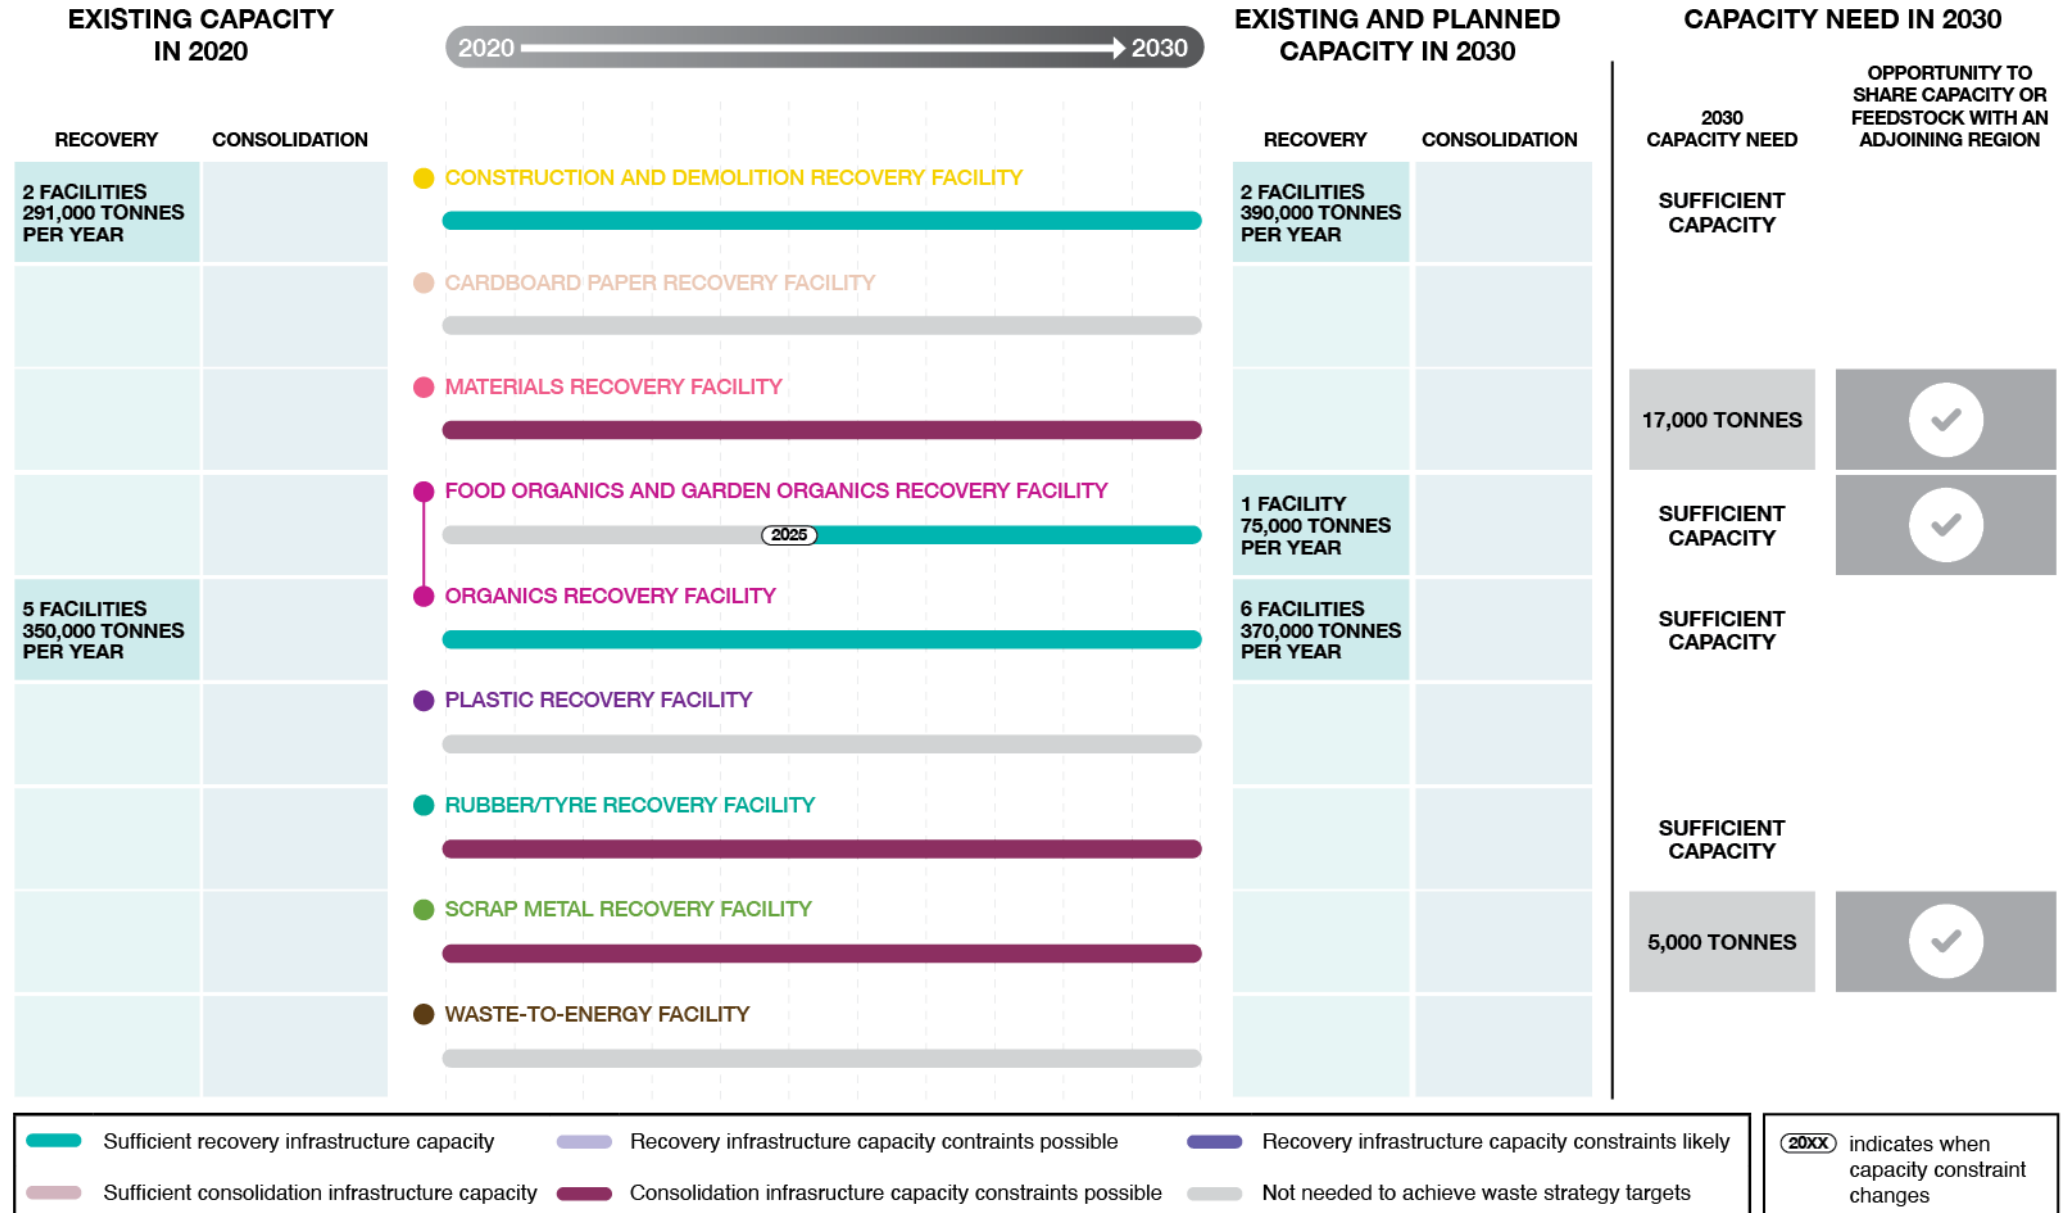 EXISTING CAPACITY
IN 2020
2020
2030
EXISTING AND PLANNED
CAPACITY IN 2030
CAPACITY NEED IN 2030
RECOVERY
CONSOLIDATION
RECOVERY
CONSOLIDATION
2030
CAPACITY NEED
OPPORTUNITY TO
SHARE CAPACITY OR
FEEDSTOCK WITH AN
ADJOINING REGION
2 FACILITIES
291,000 TONNES
PER YEAR
CONSTRUCTION AND DEMOLITION RECOVERY FACILITY
2 FACILITIES
390,000 TONNES
PER YEAR
SUFFICIENT
CAPACITY
CARDBOARD PAPER RECOVERY FACILITY
MATERIALS RECOVERY FACILITY
17,000 TONNES
FOOD ORGANICS AND GARDEN ORGANICS RECOVERY FACILITY
2025
1 FACILITY
75,000 TONNES
PER YEAR
SUFFICIENT
CAPACITY
5 FACILITIES
350,000 TONNES
PER YEAR
ORGANICS RECOVERY FACILITY
6 FACILITIES
370,000 TONNES
PER YEAR
SUFFICIENT
CAPACITY
PLASTIC RECOVERY FACILITY
RUBBER/TYRE RECOVERY FACILITY
SUFFICIENT
CAPACITY
SCRAP METAL RECOVERY FACILITY
5,000 TONNES
WASTE-TO-ENERGY FACILITY
Sufficient recovery infrastructure capacity
Recovery infrastructure capacity contraints possible
Recovery infrastructure capacity constraints likely
Sufficient consolidation infrastructure capacity
Consolidation infrasructure capacity constraints possible
Not needed to achieve waste strategy targets
20XX
indicates when
capacity constraint
changes